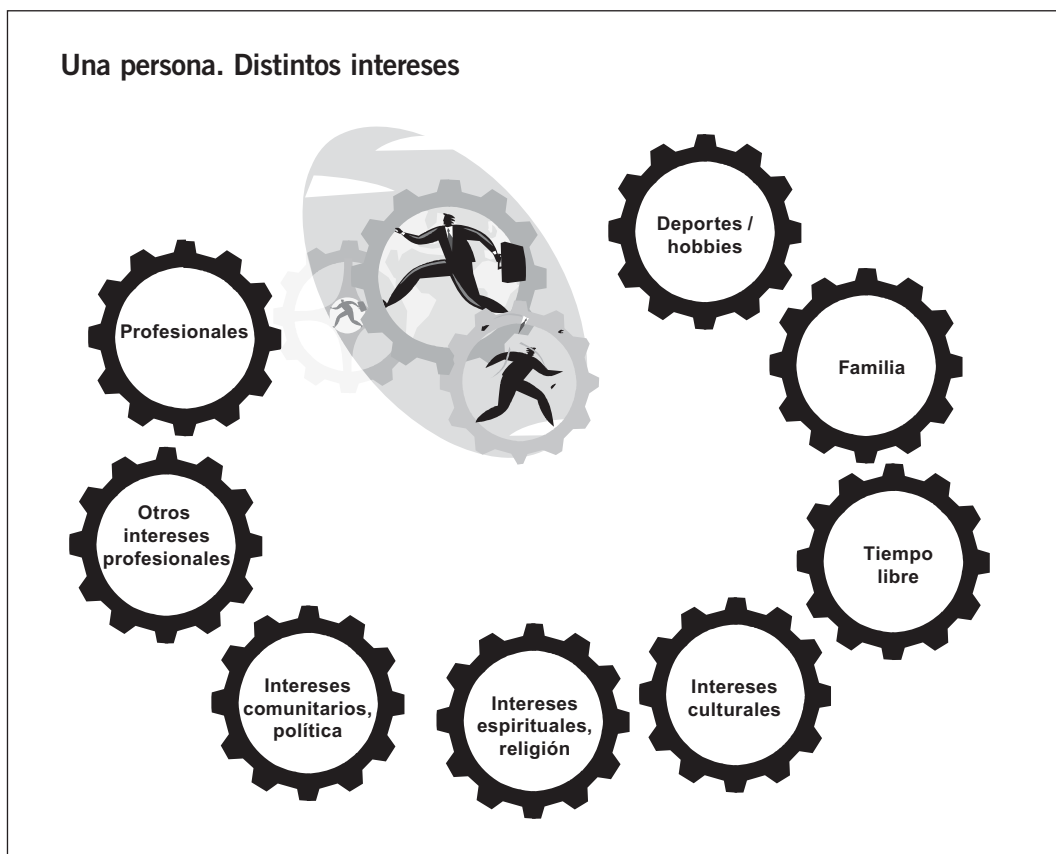 Una persona. Distintos intereses
Deportes /
hobbies
Profesionales
Familia
Otros
intereses
profesionales
Tiempo
libre
Intereses
comunitarios,
política
Intereses
espirituales,
religión
Intereses
culturales